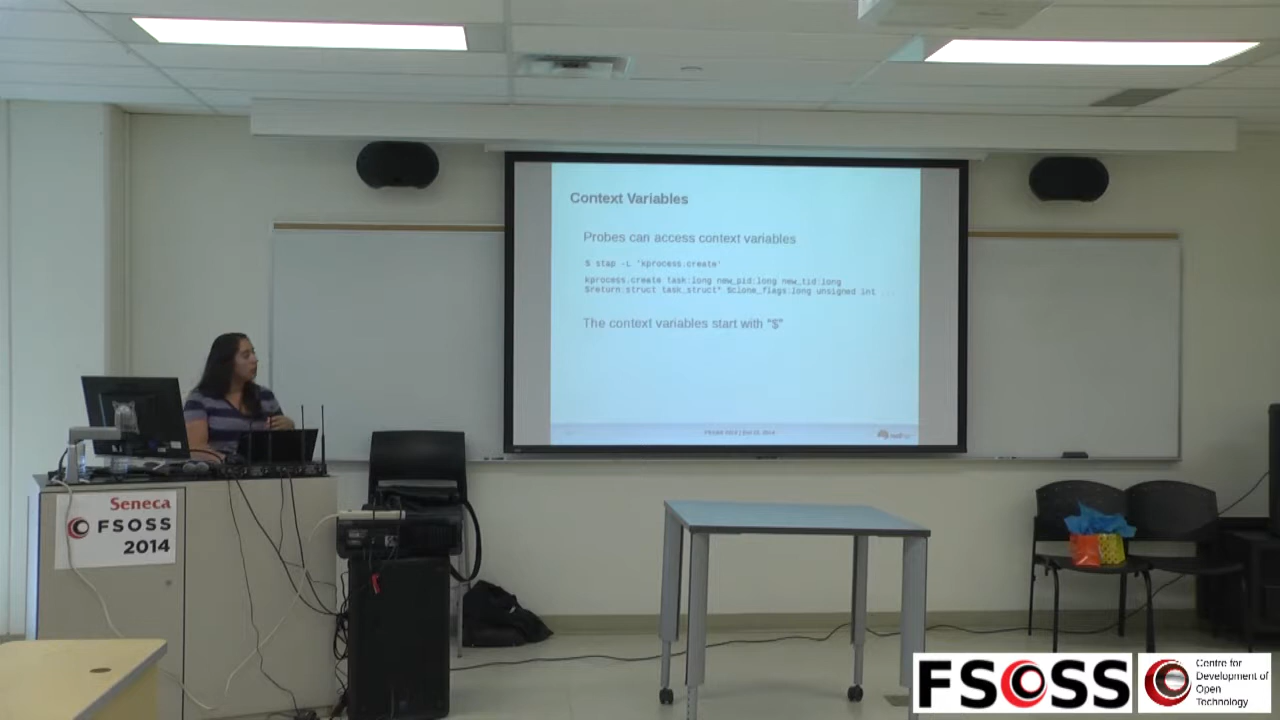 Context Variables
Probes can access context variables
$ stap -L 'kprocess.create'
kprocess.create task:long new_pid:long new_tid:long
$return:struct task_struct* $clone_flags:long unsigned int ...
The context variables start with "$"
Seneca
FSOSS
2014
FSOSS
Centre for
Development of
Open
Technology